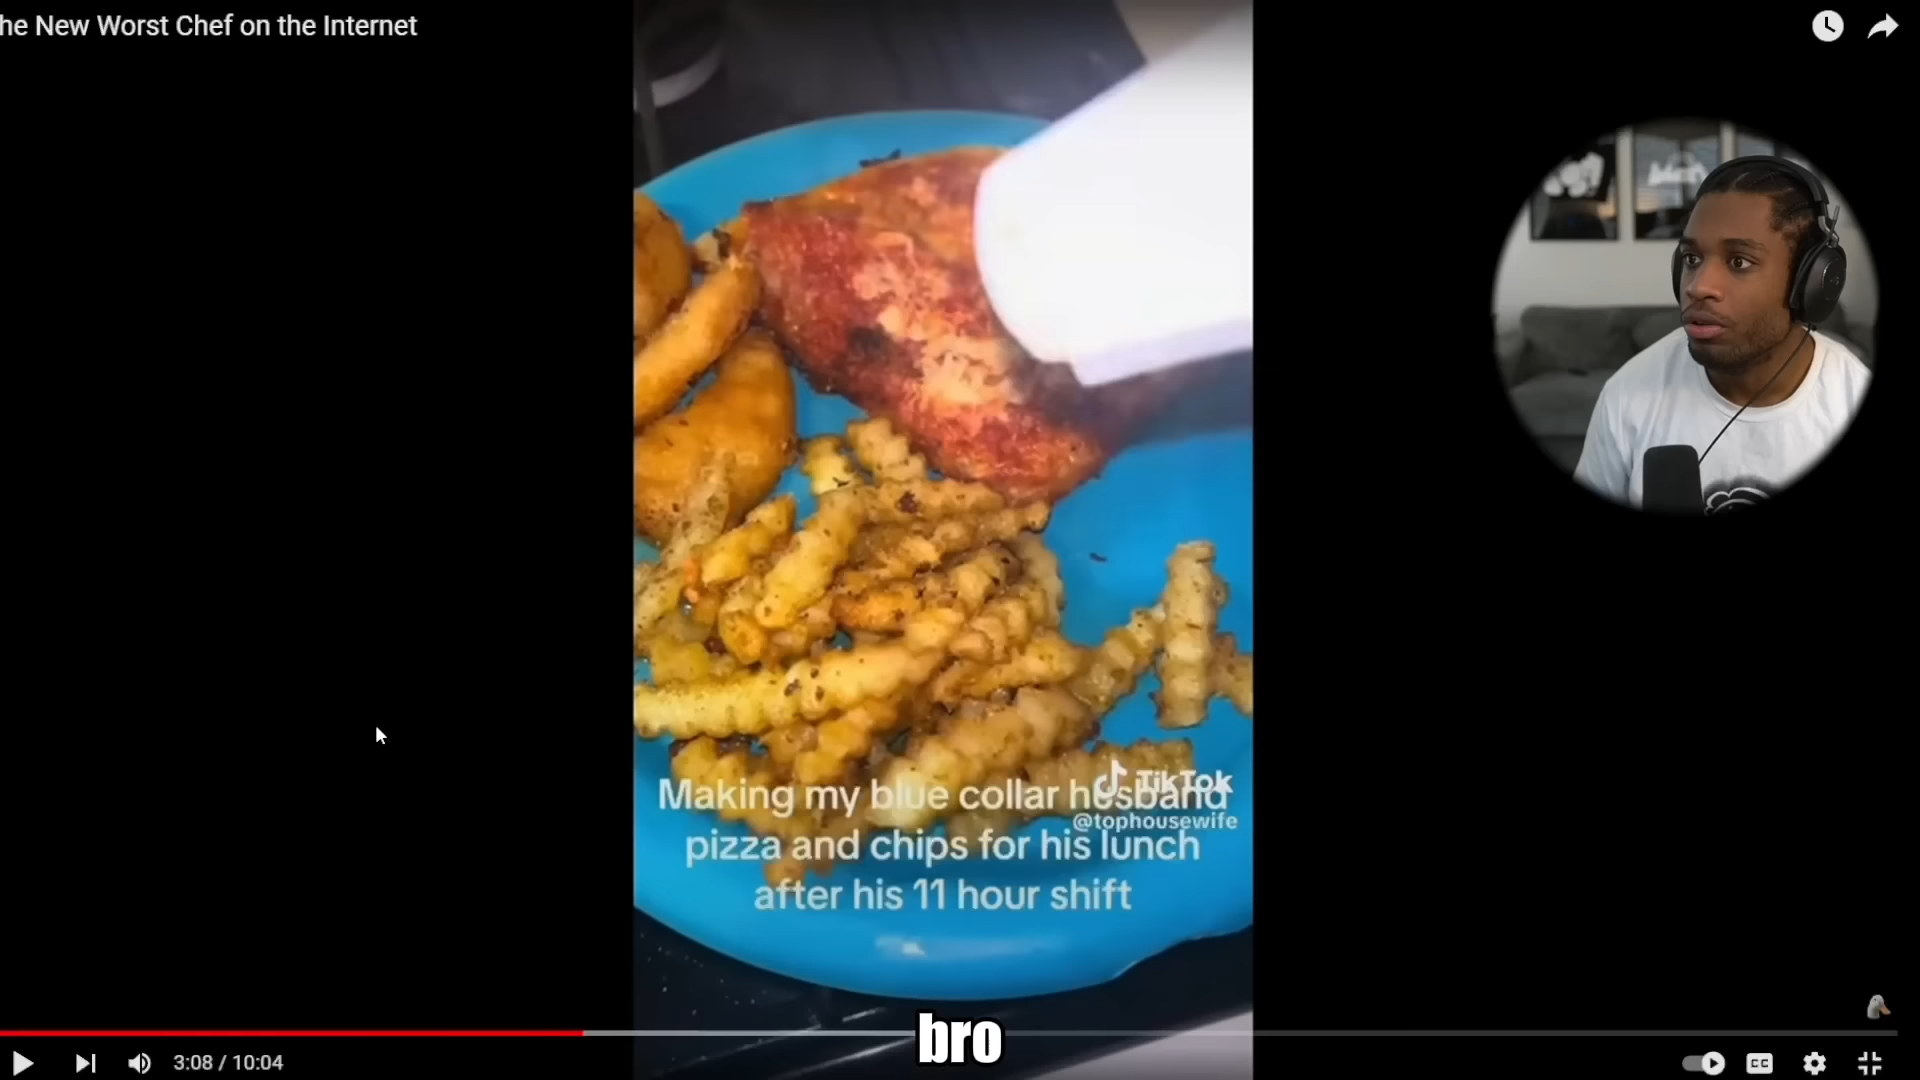 he New Worst Chef on the Internet
TikTok
@tophousewife
Making my blue collar husband
pizza and chips for his lunch
after his 11 hour shift
bro
3:08 / 10:04
CC